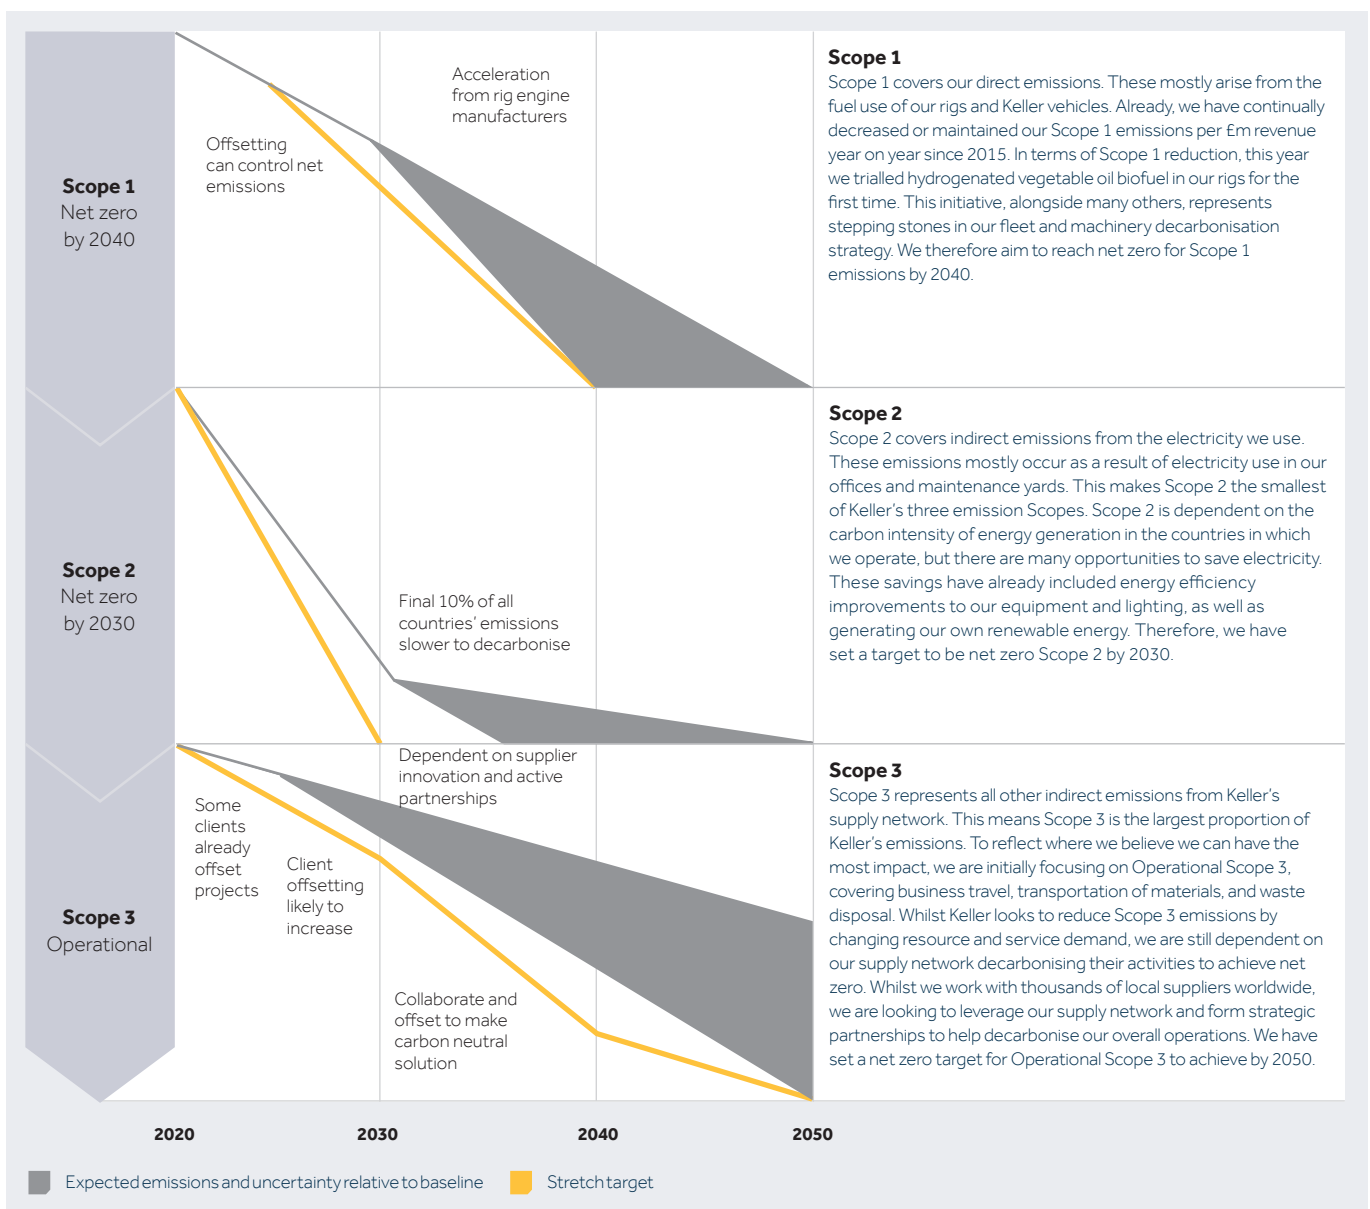 Scope 1
Net zero
by 2040
Offsetting
can control net
emissions
Acceleration
from rig engine
manufacturers
Scope 1
Scope 1 covers our direct emissions. These mostly arise from the
fuel use of our rigs and Keller vehicles. Already, we have continually
decreased or maintained our Scope 1 emissions per £m revenue
year on year since 2015. In terms of Scope 1 reduction, this year
we trialled hydrogenated vegetable oil biofuel in our rigs for the
first time. This initiative, alongside many others, represents
stepping stones in our fleet and machinery decarbonisation
strategy. We therefore aim to reach net zero for Scope 1
emissions by 2040.
Scope 2
Net zero
by 2030
Final 10% of all
countries' emissions
slower to decarbonise
Scope 2
Scope 2 covers indirect emissions from the electricity we use.
These emissions mostly occur as a result of electricity use in our
offices and maintenance yards. This makes Scope 2 the smallest
of Keller's three emission Scopes. Scope 2 is dependent on the
carbon intensity of energy generation in the countries in which
we operate, but there are many opportunities to save electricity.
These savings have already included energy efficiency
improvements to our equipment and lighting, as well as
generating our own renewable energy. Therefore, we have
set a target to be net zero Scope 2 by 2030.
Scope 3
Operational
Some
clients
already
offset
projects
Client
offsetting
likely to
increase
Dependent on supplier
innovation and active
partnerships
Collaborate and
offset to make
carbon neutral
solution
Scope 3
Scope 3 represents all other indirect emissions from Keller's
supply network. This means Scope 3 is the largest proportion of
Keller's emissions. To reflect where we believe we can have the
most impact, we are initially focusing on Operational Scope 3,
covering business travel, transportation of materials, and waste
disposal. Whilst Keller looks to reduce Scope 3 emissions by
changing resource and service demand, we are still dependent on
our supply network decarbonising their activities to achieve net
zero. Whilst we work with thousands of local suppliers worldwide,
we are looking to leverage our supply network and form strategic
partnerships to help decarbonise our overall operations. We have
set a net zero target for Operational Scope 3 to achieve by 2050.
2020
2030
2040
2050
Expected emissions and uncertainty relative to baseline
Stretch target